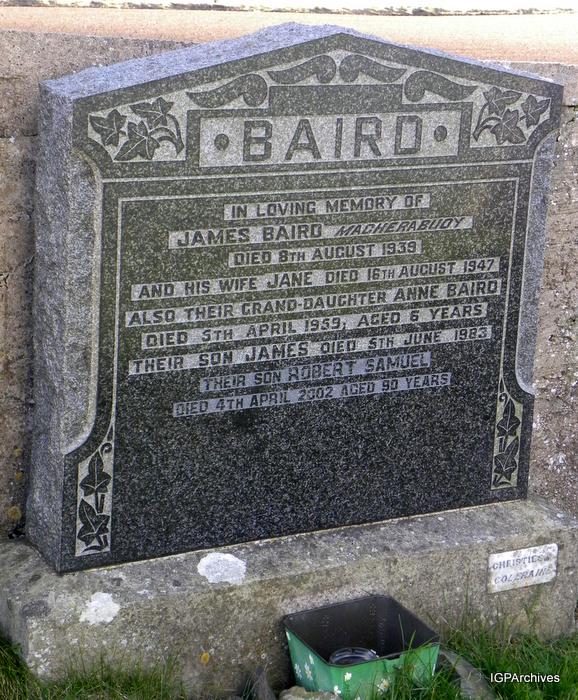 • BAIRD •
IN LOVING MEMORY OF
JAMES BAIRD MAGHERABUOY
DIED 8TH AUGUST 1939
AND HIS WIFE JANE DIED 16TH AUGUST 1947
ALSO THEIR GRAND-DAUGHTER ANNE BAIRD
DIED 5TH APRIL 1959, AGED 6 YEARS
THEIR SON JAMES DIED 5TH JUNE 1983
THEIR SON ROBERT SAMUEL
DIED 4TH APRIL 2002 AGED 90 YEARS
CHRISTIES
COLERAINE
IGPArchives